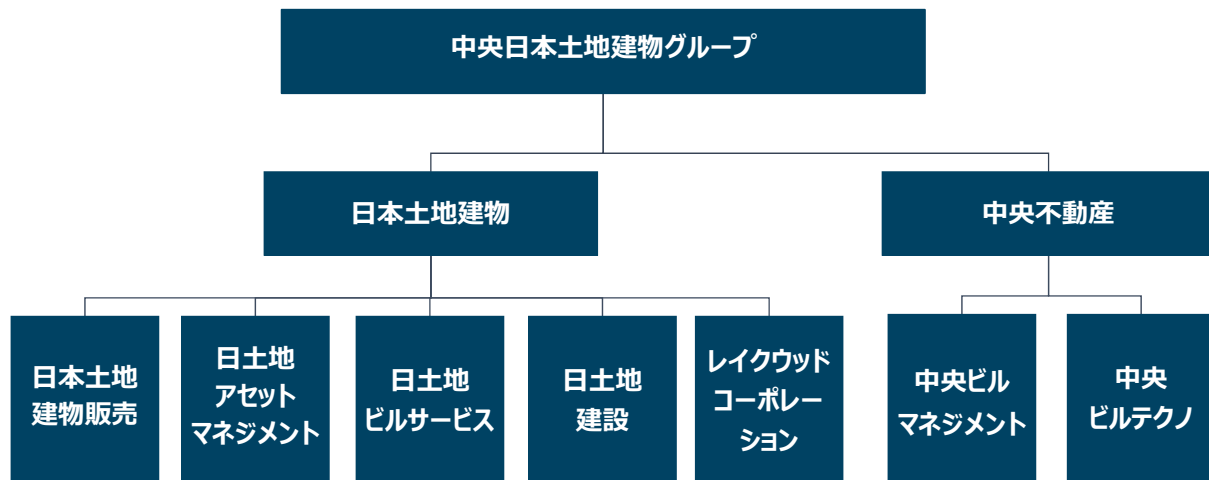 中央日本土地建物グループ
日本土地建物
中央不動産
日本土地
建物販売
日土地
アセット
マネジメント
日土地
ビルサービス
日土地
建設
レイクウッド
コーポレー
ション
中央ビル
マネジメント
中央
ビルテクノ